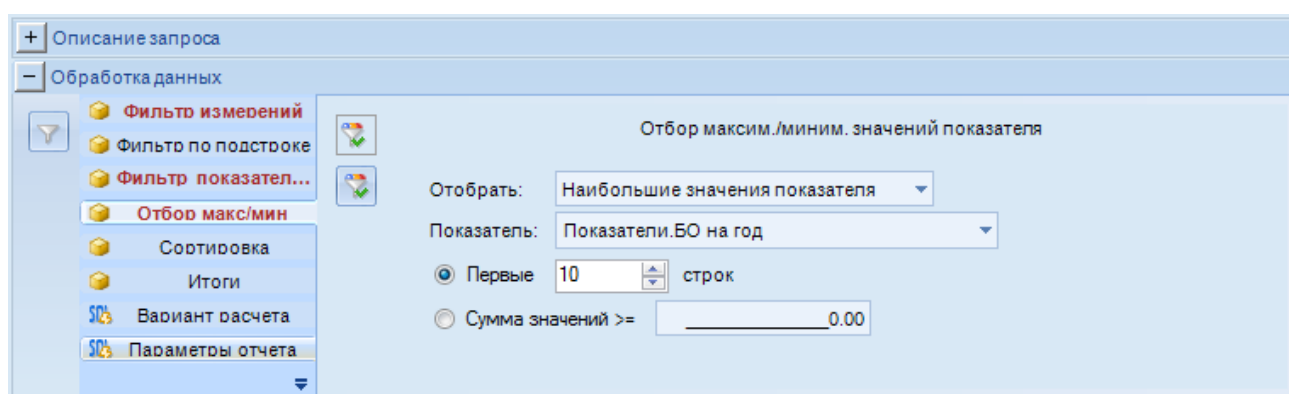 Описание запроса
Обработка данных
Фильтр измерений
Фильтр по подстроке
Фильтр показател...
Отбор макс/мин
Сортировка
Итоги
Вариант расчета
Параметры отчета
Отбор максим./миним. значений показателя
Отобрать: Наибольшие значения показателя
Показатель: Показатели.БО на год
Первые 10 строк
Сумма значений >= 0.00